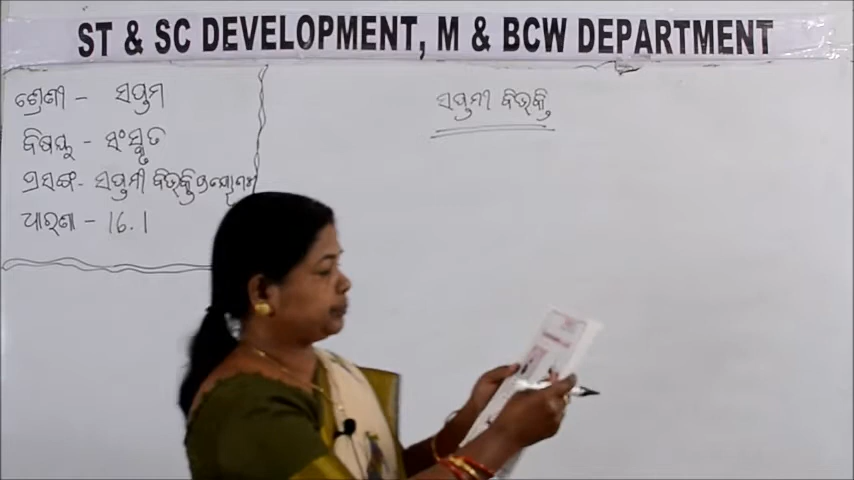 ST & SC DEVELOPMENT, M & BCW DEPARTMENT
ଶ୍ରେଣୀ - ସପ୍ତମ
ବିଷୟ - ସଂସ୍କୃତ
ପ୍ରସଙ୍ଗ - ସପ୍ତମୀ ବିଭକ୍ତି
ଧାରଣା - 16.1
ସପ୍ତମୀ ବିଭକ୍ତି